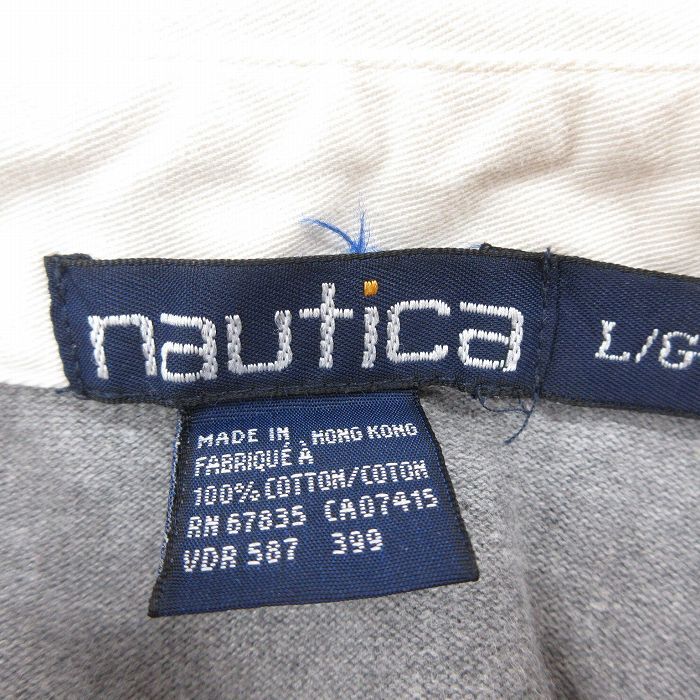 nautica
L/G
MADE IN HONG KONG
FABRIQUÉ À
100% COTTON/COTON
RN 67835 CA07415
VDR 587 399